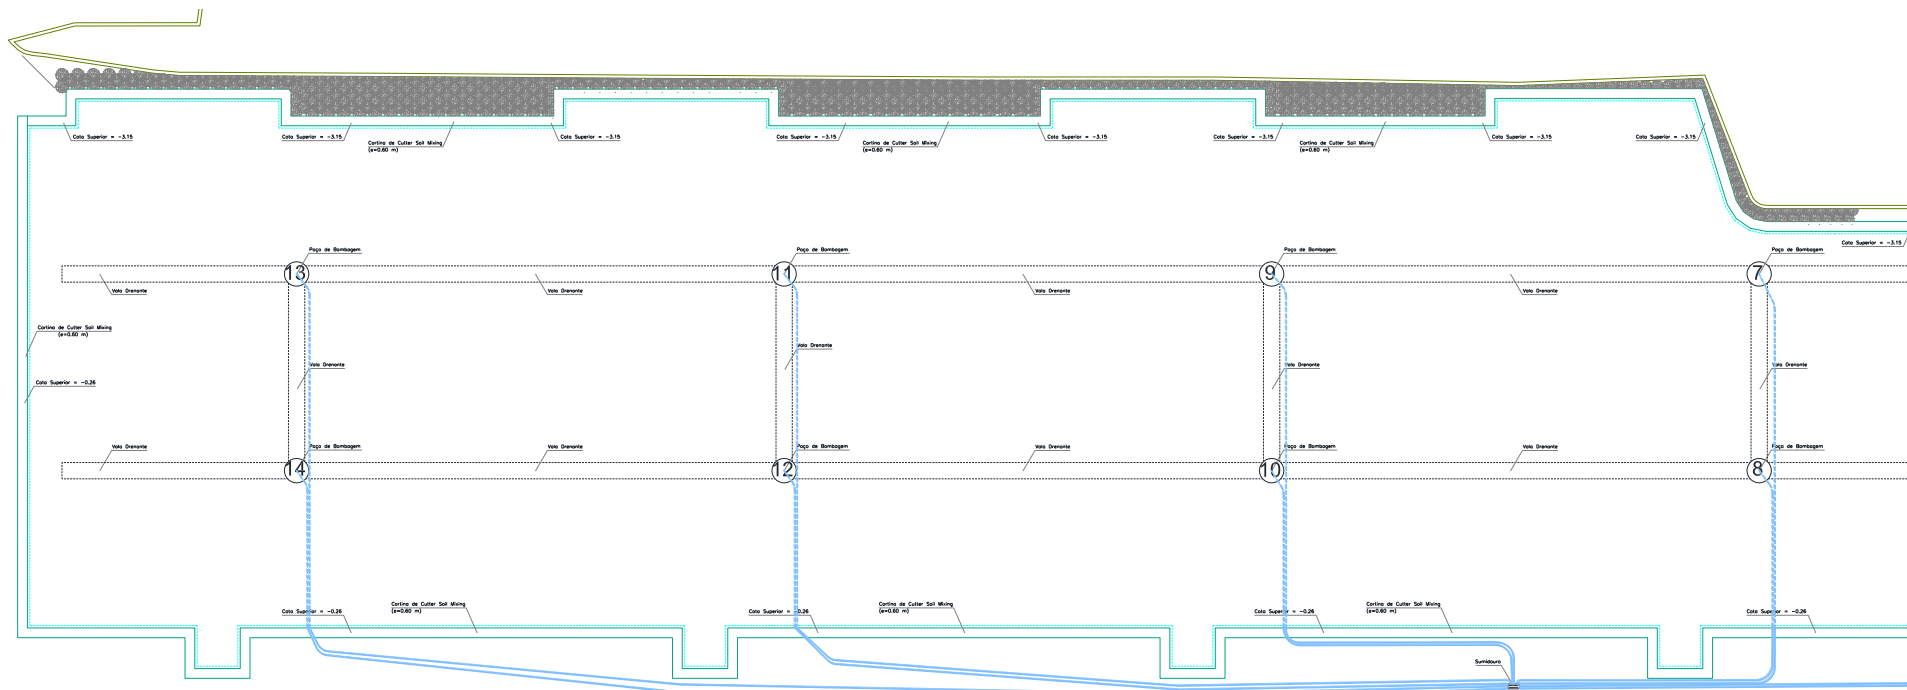 Cota Superior = -3.15
Cota Superior = -3.15
Cortina de Cutter Soil Mixing
(e=0.60 m)
Cota Superior = -3.15
Cota Superior = -3.15
Cortina de Cutter Soil Mixing
(e=0.60 m)
Cota Superior = -3.15
Cota Superior = -3.15
Cortina de Cutter Soil Mixing
(e=0.60 m)
Cota Superior = -3.15
Cota Superior = -3.15
Cota Superior = -3.15
Poço de Bombagem
Poço de Bombagem
Poço de Bombagem
Poço de Bombagem
13
11
9
7
Vala Drenante
Vala Drenante
Vala Drenante
Vala Drenante
Cortina de Cutter Soil Mixing
(e=0.60 m)
Vala Drenante
Vala Drenante
Vala Drenante
Vala Drenante
Cota Superior = -0.26
Vala Drenante
Poço de Bombagem
Vala Drenante
Poço de Bombagem
Vala Drenante
Poço de Bombagem
Vala Drenante
Poço de Bombagem
14
12
10
8
Cota Superior = -0.26
Cortina de Cutter Soil Mixing
(e=0.60 m)
Cota Superior = -0.26
Cortina de Cutter Soil Mixing
(e=0.60 m)
Cota Superior = -0.26
Cortina de Cutter Soil Mixing
(e=0.60 m)
Cota Superior = -0.26
Sumidouro